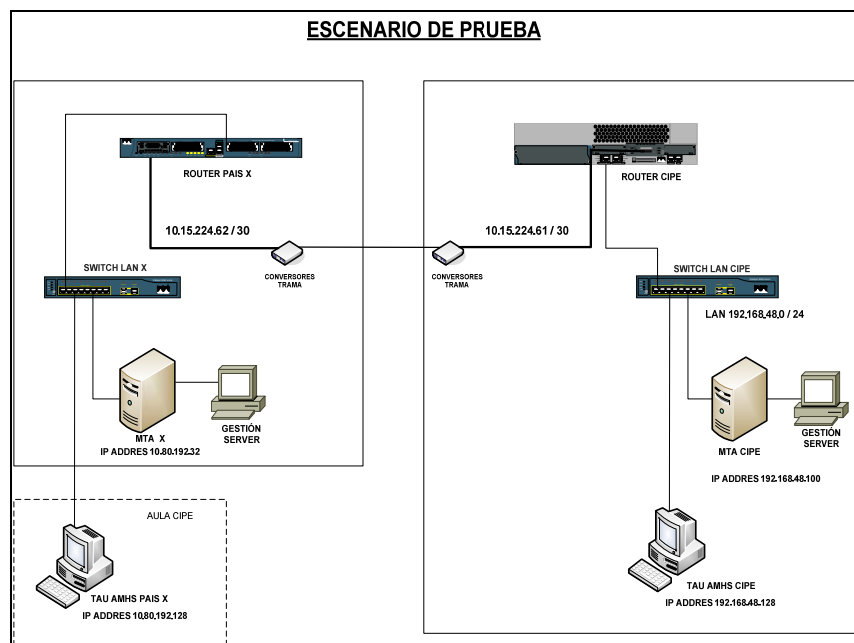 ESCENARIO DE PRUEBA
ROUTER PAIS X
ROUTER CIPE
10.15.224.62 / 30
10.15.224.61 / 30
CONVERSORES
TRAMA
CONVERSORES
TRAMA
SWITCH LAN X
SWITCH LAN CIPE
LAN 192,168,48,0 / 24
MTA X
IP ADDRES 10.80.192.32
GESTIÓN
SERVER
MTA CIPE
IP ADDRES 192.168.48.100
GESTIÓN
SERVER
AULA CIPE
TAU AMHS PAIS X
IP ADDRES 10,80,192,128
TAU AMHS CIPE
IP ADDRES 192.168.48.128